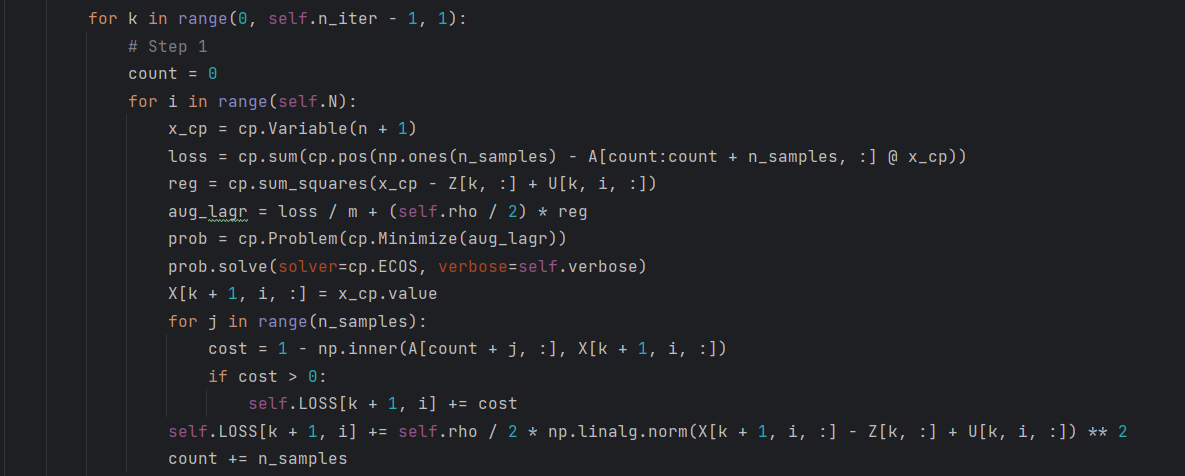 for k in range(0, self.n_iter - 1, 1):
    # Step 1
    count = 0
    for i in range(self.N):
        x_cp = cp.Variable(n + 1)
        loss = cp.sum(cp.pos(np.ones(n_samples) - A[count:count + n_samples, :] @ x_cp))
        reg = cp.sum_squares(x_cp - Z[k, :] + U[k, i, :])
        aug_lagr = loss / m + (self.rho / 2) * reg
        prob = cp.Problem(cp.Minimize(aug_lagr))
        prob.solve(solver=cp.ECOS, verbose=self.verbose)
        X[k + 1, i, :] = x_cp.value
        for j in range(n_samples):
            cost = 1 - np.inner(A[count + j, :], X[k + 1, i, :])
            if cost > 0:
                self.LOSS[k + 1, i] += cost
        self.LOSS[k + 1, i] += self.rho / 2 * np.linalg.norm(X[k + 1, i, :] - Z[k, :] + U[k, i, :]) ** 2
        count += n_samples